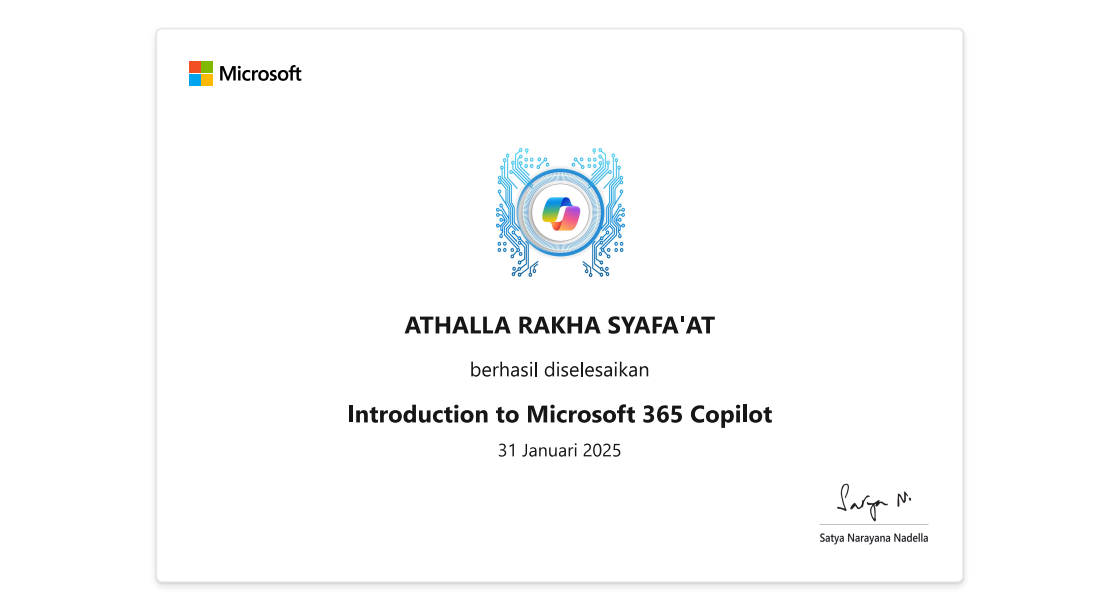 Microsoft
ATHALLA RAKHA SYAFA'AT
berhasil diselesaikan
Introduction to Microsoft 365 Copilot
31 Januari 2025
Satya N.
Satya Narayana Nadella